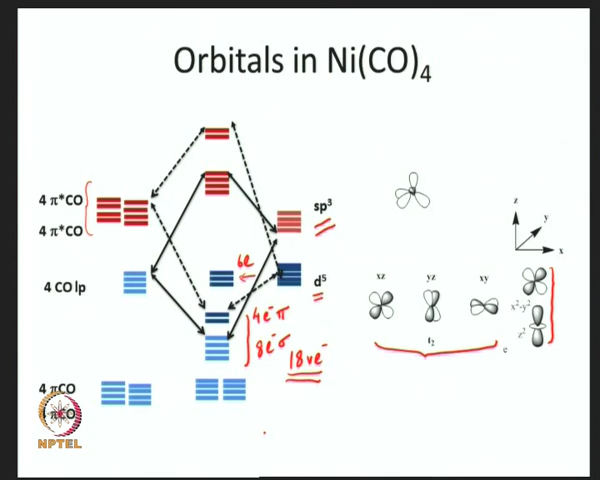 Orbitals in Ni(CO)4
4 π*CO
4 π*CO
sp³
4 CO lp
6e
d⁵
4e⁻π
8e⁻σ
18ve⁻
4 πCO
πCO
NPTEL
z
y
x
xz
yz
xy
x²-y²
z²
t₂
e